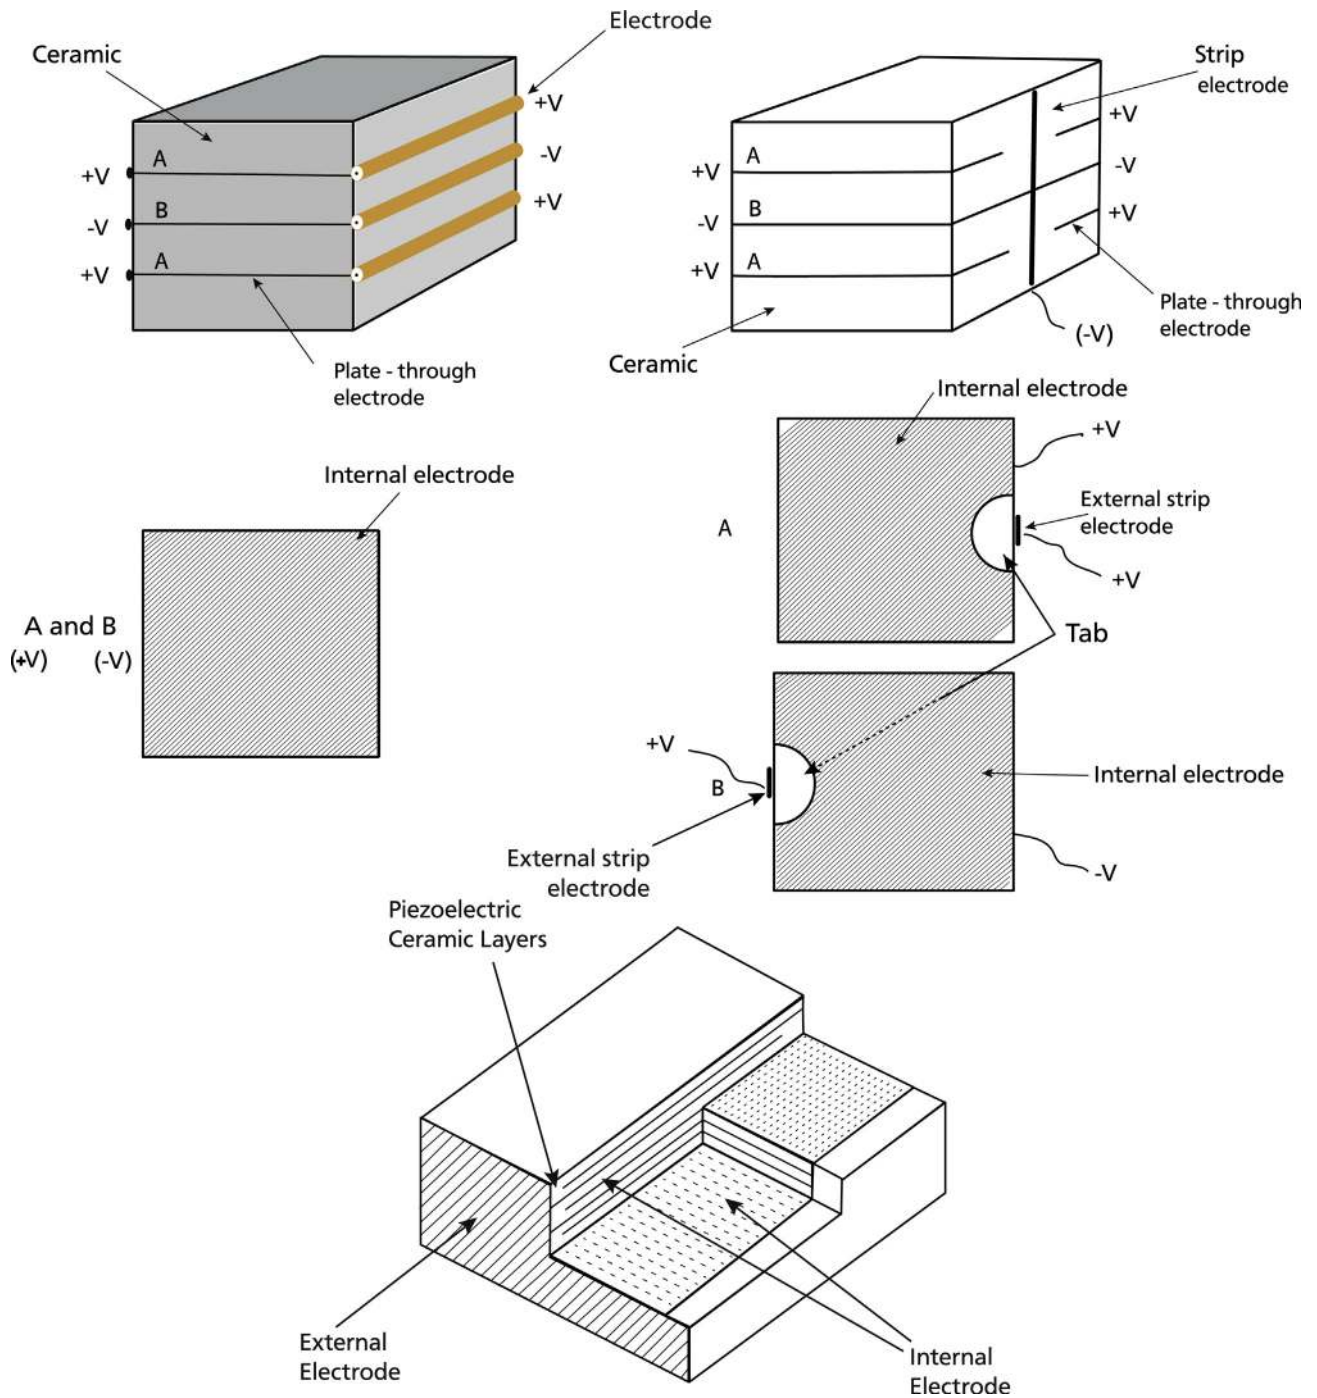 Ceramic
Electrode
+V
-V
+V
A
+V
B
-V
A
+V
Plate - through
electrode
Strip
electrode
+V
-V
+V
A
+V
B
-V
A
+V
Plate - through
electrode
(-V)
Ceramic
Internal electrode
A and B
(+V) (-V)
Internal electrode
+V
External strip
electrode
+V
A
Tab
+V
B
Internal electrode
External strip
electrode
-V
Piezoelectric
Ceramic Layers
External
Electrode
Internal
Electrode